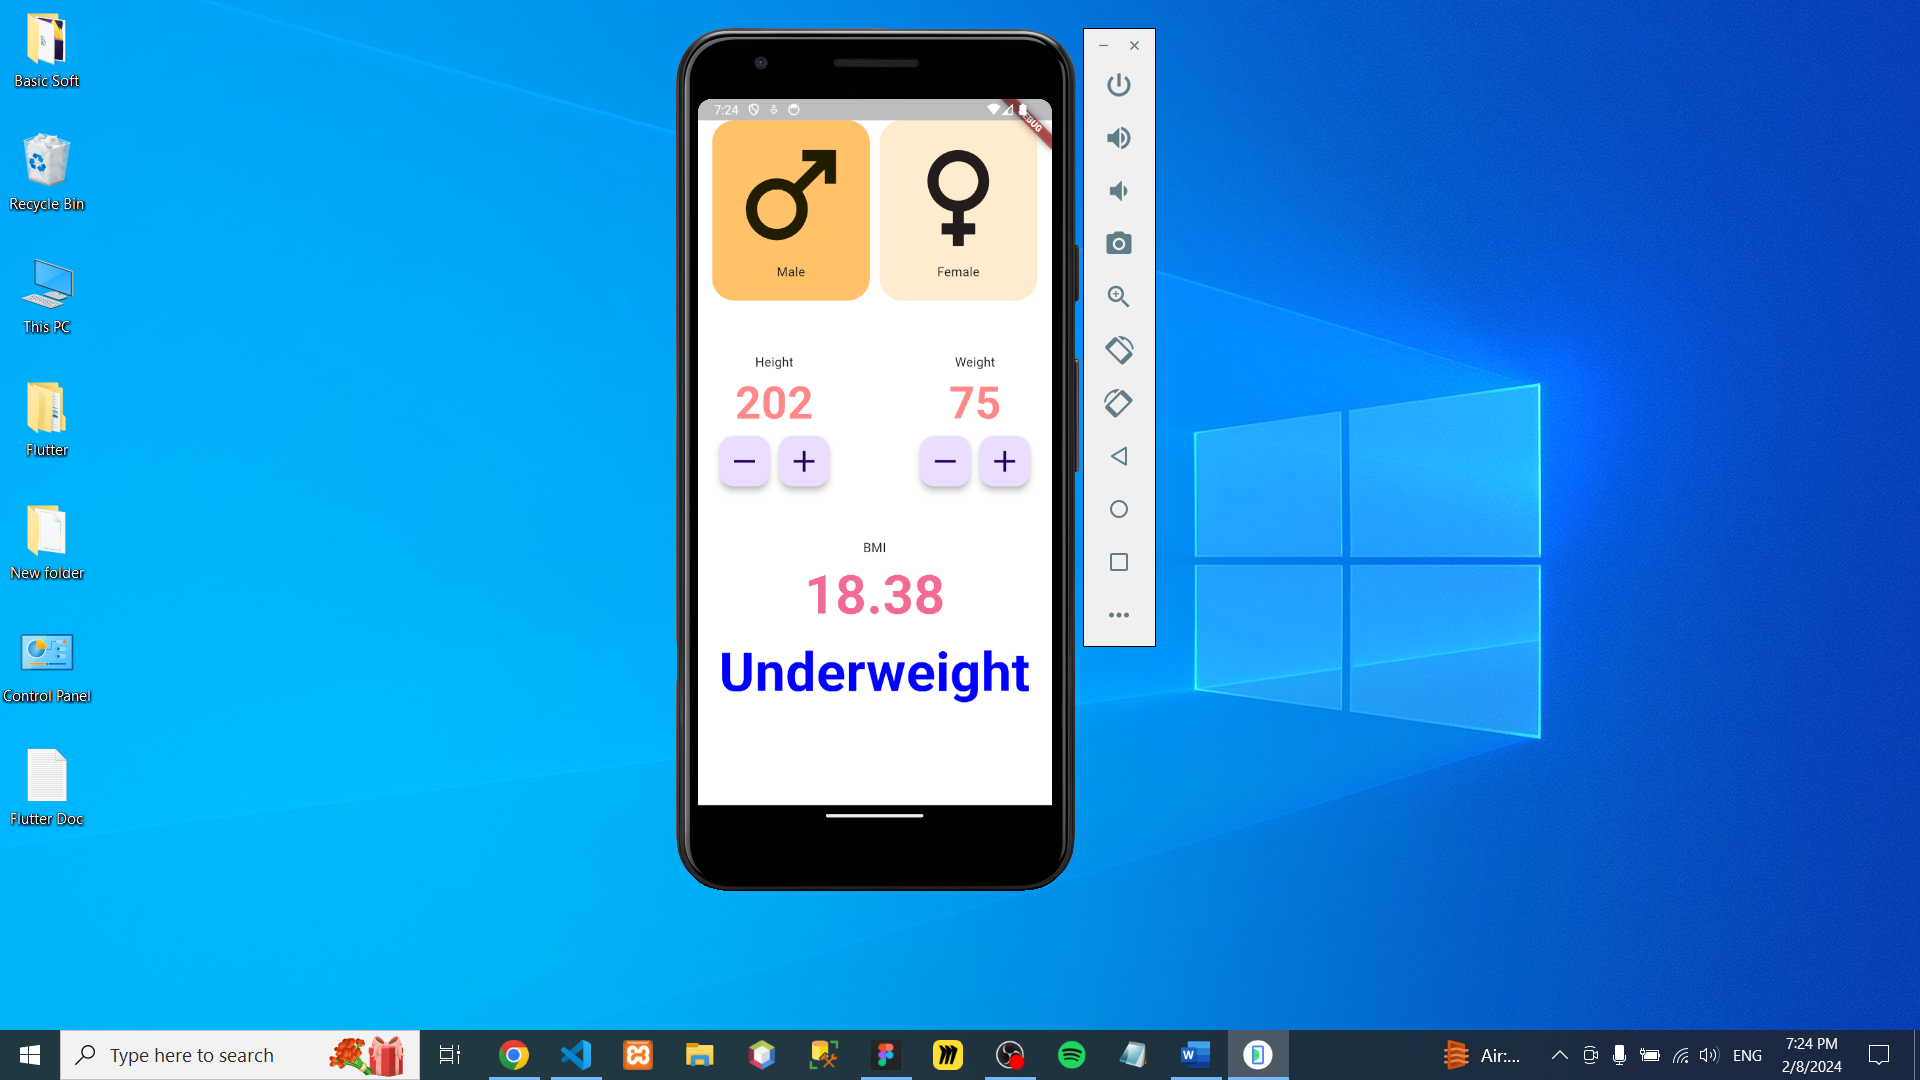 Basic Soft
Recycle Bin
This PC
Flutter
New folder
Control Panel
Flutter Doc
7:24
Male
Female
Height
Weight
202
75
BMI
18.38
Underweight
Type here to search
Air:...
ENG
7:24 PM
2/8/2024